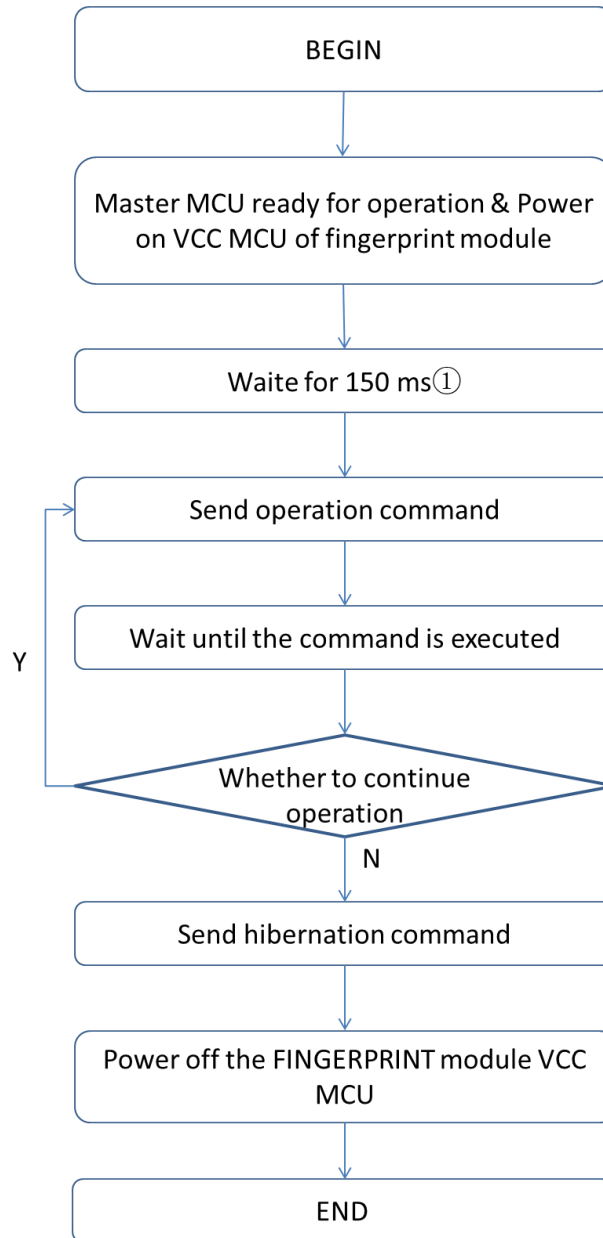 BEGIN
Master MCU ready for operation & Power
on VCC MCU of fingerprint module
Waite for 150 ms①
Send operation command
Wait until the command is executed
Y
Whether to continue
operation
N
Send hibernation command
Power off the FINGERPRINT module VCC
MCU
END